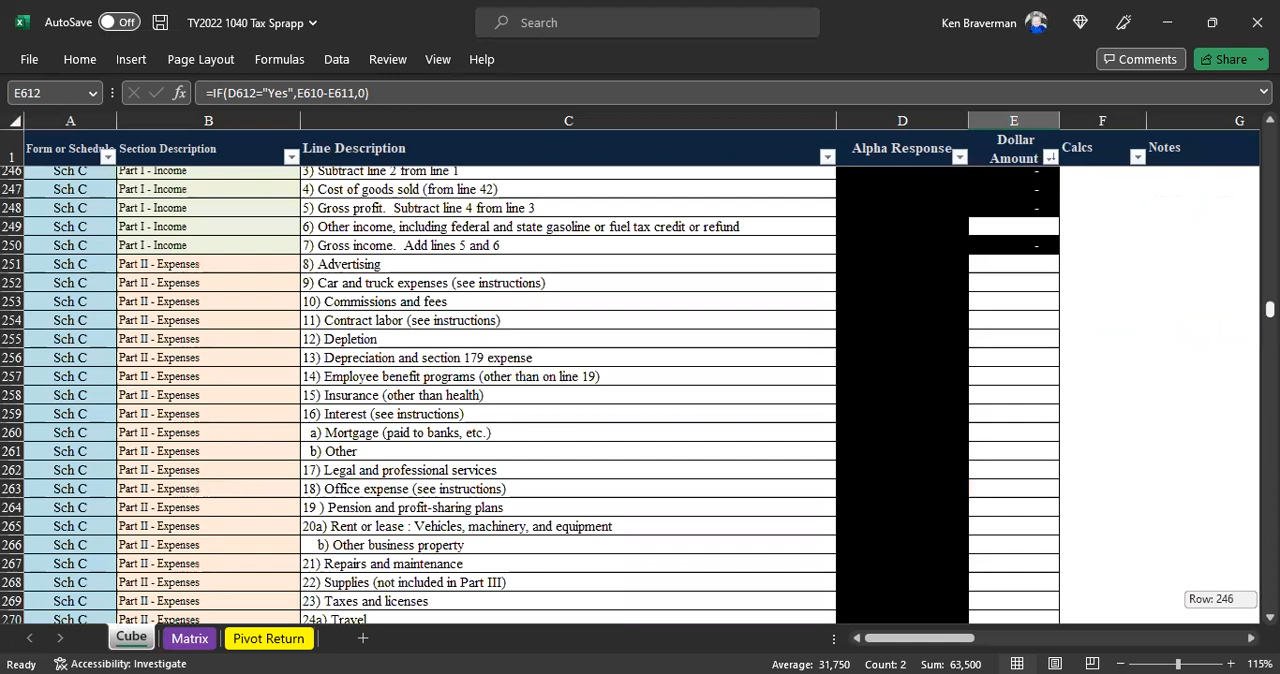 AutoSave Off TY2022 1040 Tax Sprapp Search Ken Braverman
File Home Insert Page Layout Formulas Data Review View Help Comments Share
E612 fx =IF(D612="Yes",E610-E611,0)
A B C D E F G
1 Form or Schedule Section Description Line Description Alpha Response Dollar Amount Calcs Notes
246 Sch C Part I - Income 3) Subtract line 2 from line 1 -
247 Sch C Part I - Income 4) Cost of goods sold (from line 42) -
248 Sch C Part I - Income 5) Gross profit. Subtract line 4 from line 3 -
249 Sch C Part I - Income 6) Other income, including federal and state gasoline or fuel tax credit or refund
250 Sch C Part I - Income 7) Gross income. Add lines 5 and 6 -
251 Sch C Part II - Expenses 8) Advertising
252 Sch C Part II - Expenses 9) Car and truck expenses (see instructions)
253 Sch C Part II - Expenses 10) Commissions and fees
254 Sch C Part II - Expenses 11) Contract labor (see instructions)
255 Sch C Part II - Expenses 12) Depletion
256 Sch C Part II - Expenses 13) Depreciation and section 179 expense
257 Sch C Part II - Expenses 14) Employee benefit programs (other than on line 19)
258 Sch C Part II - Expenses 15) Insurance (other than health)
259 Sch C Part II - Expenses 16) Interest (see instructions)
260 Sch C Part II - Expenses a) Mortgage (paid to banks, etc.)
261 Sch C Part II - Expenses b) Other
262 Sch C Part II - Expenses 17) Legal and professional services
263 Sch C Part II - Expenses 18) Office expense (see instructions)
264 Sch C Part II - Expenses 19 ) Pension and profit-sharing plans
265 Sch C Part II - Expenses 20a) Rent or lease : Vehicles, machinery, and equipment
266 Sch C Part II - Expenses b) Other business property
267 Sch C Part II - Expenses 21) Repairs and maintenance
268 Sch C Part II - Expenses 22) Supplies (not included in Part III)
269 Sch C Part II - Expenses 23) Taxes and licenses Row: 246
270 Sch C Part II - Expenses 24a) Travel
Cube Matrix Pivot Return
Ready Accessibility: Investigate Average: 31,750 Count: 2 Sum: 63,500 115%